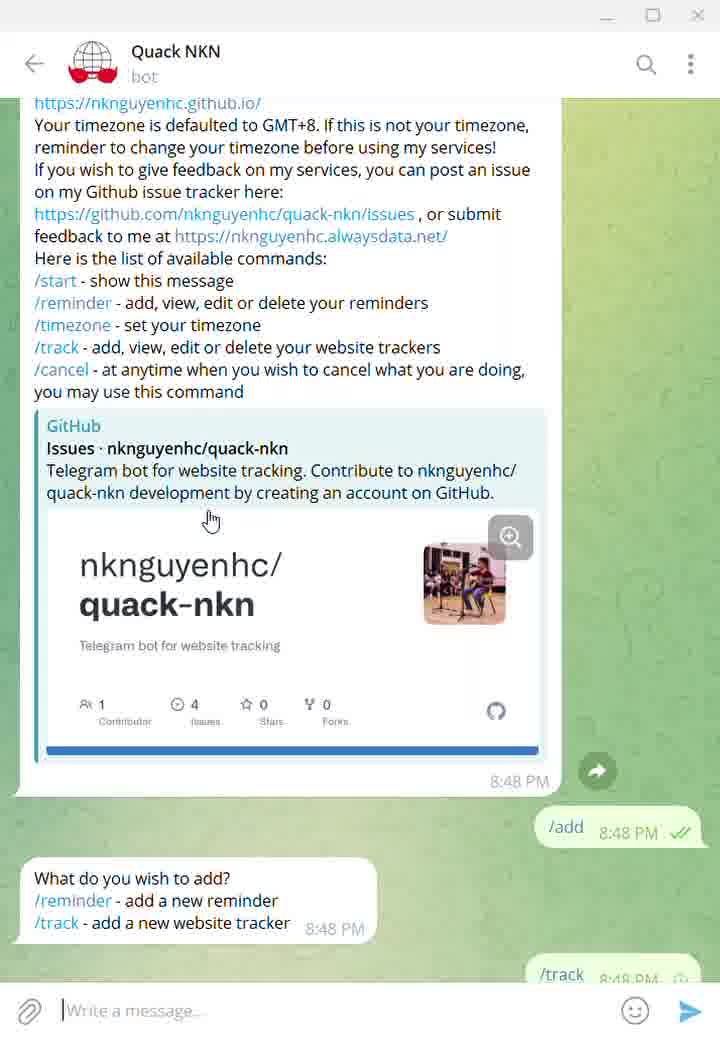 Quack NKN
bot
https://nknguyenhc.github.io/
Your timezone is defaulted to GMT+8. If this is not your timezone,
reminder to change your timezone before using my services!
If you wish to give feedback on my services, you can post an issue
on my Github issue tracker here:
https://github.com/nknguyenhc/quack-nkn/issues , or submit
feedback to me at https://nknguyenhc.alwaysdata.net/
Here is the list of available commands:
/start - show this message
/reminder - add, view, edit or delete your reminders
/timezone - set your timezone
/track - add, view, edit or delete your website trackers
/cancel - at anytime when you wish to cancel what you are doing,
you may use this command
GitHub
Issues · nknguyenhc/quack-nkn
Telegram bot for website tracking. Contribute to nknguyenhc/
quack-nkn development by creating an account on GitHub.
nknguyenhc/
quack-nkn
Telegram bot for website tracking
1 4 0 0
Contributor Issues Stars Forks
8:48 PM
/add 8:48 PM
What do you wish to add?
/reminder - add a new reminder
/track - add a new website tracker 8:48 PM
/track 8:48 PM
Write a message...